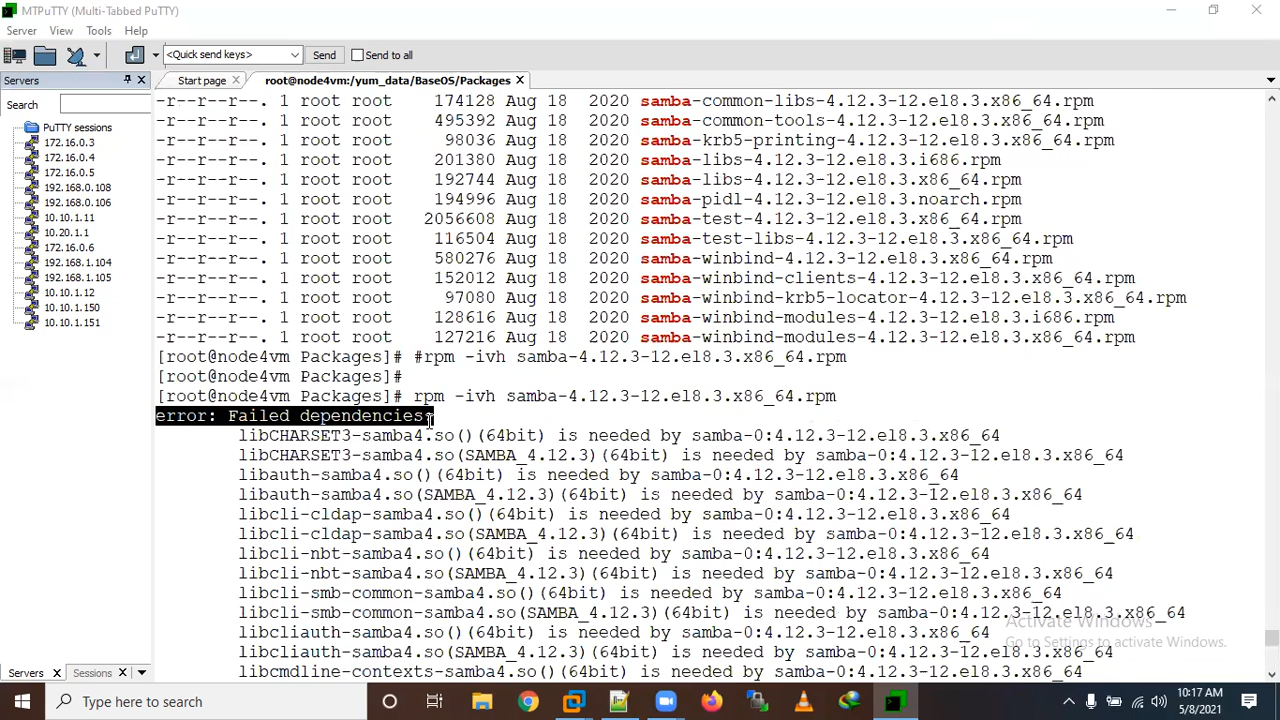 MTPuTTY (Multi-Tabbed PuTTY)
Server View Tools Help
<Quick send keys> Send Send to all
Servers
Start page
root@node4vm:/yum_data/BaseOS/Packages
Search
PuTTY sessions
172.16.0.3
172.16.0.4
172.16.0.5
192.168.0.108
192.168.0.106
10.10.1.11
10.20.1.1
172.16.0.6
192.168.1.104
192.168.1.105
10.10.1.12
10.10.1.150
10.10.1.151
-r--r--r--. 1 root root 174128 Aug 18 2020 samba-common-libs-4.12.3-12.el8.3.x86_64.rpm
-r--r--r--. 1 root root 495392 Aug 18 2020 samba-common-tools-4.12.3-12.el8.3.x86_64.rpm
-r--r--r--. 1 root root 98036 Aug 18 2020 samba-krb5-printing-4.12.3-12.el8.3.x86_64.rpm
-r--r--r--. 1 root root 201380 Aug 18 2020 samba-libs-4.12.3-12.el8.3.i686.rpm
-r--r--r--. 1 root root 192744 Aug 18 2020 samba-libs-4.12.3-12.el8.3.x86_64.rpm
-r--r--r--. 1 root root 194996 Aug 18 2020 samba-pidl-4.12.3-12.el8.3.noarch.rpm
-r--r--r--. 1 root root 2056608 Aug 18 2020 samba-test-4.12.3-12.el8.3.x86_64.rpm
-r--r--r--. 1 root root 116504 Aug 18 2020 samba-test-libs-4.12.3-12.el8.3.x86_64.rpm
-r--r--r--. 1 root root 580276 Aug 18 2020 samba-winbind-4.12.3-12.el8.3.x86_64.rpm
-r--r--r--. 1 root root 152012 Aug 18 2020 samba-winbind-clients-4.12.3-12.el8.3.x86_64.rpm
-r--r--r--. 1 root root 97080 Aug 18 2020 samba-winbind-krb5-locator-4.12.3-12.el8.3.x86_64.rpm
-r--r--r--. 1 root root 128616 Aug 18 2020 samba-winbind-modules-4.12.3-12.el8.3.i686.rpm
-r--r--r--. 1 root root 127216 Aug 18 2020 samba-winbind-modules-4.12.3-12.el8.3.x86_64.rpm
[root@node4vm Packages]# #rpm -ivh samba-4.12.3-12.el8.3.x86_64.rpm
[root@node4vm Packages]#
[root@node4vm Packages]# rpm -ivh samba-4.12.3-12.el8.3.x86_64.rpm
error: Failed dependencies:
libCHARSET3-samba4.so()(64bit) is needed by samba-0:4.12.3-12.el8.3.x86_64
libCHARSET3-samba4.so(SAMBA_4.12.3)(64bit) is needed by samba-0:4.12.3-12.el8.3.x86_64
libauth-samba4.so()(64bit) is needed by samba-0:4.12.3-12.el8.3.x86_64
libauth-samba4.so(SAMBA_4.12.3)(64bit) is needed by samba-0:4.12.3-12.el8.3.x86_64
libcli-cldap-samba4.so()(64bit) is needed by samba-0:4.12.3-12.el8.3.x86_64
libcli-cldap-samba4.so(SAMBA_4.12.3)(64bit) is needed by samba-0:4.12.3-12.el8.3.x86_64
libcli-nbt-samba4.so()(64bit) is needed by samba-0:4.12.3-12.el8.3.x86_64
libcli-nbt-samba4.so(SAMBA_4.12.3)(64bit) is needed by samba-0:4.12.3-12.el8.3.x86_64
libcli-smb-common-samba4.so()(64bit) is needed by samba-0:4.12.3-12.el8.3.x86_64
libcli-smb-common-samba4.so(SAMBA_4.12.3)(64bit) is needed by samba-0:4.12.3-12.el8.3.x86_64
libcliauth-samba4.so()(64bit) is needed by samba-0:4.12.3-12.el8.3.x86_64
libcliauth-samba4.so(SAMBA_4.12.3)(64bit) is needed by samba-0:4.12.3-12.el8.3.x86_64
libcmdline-contexts-samba4.so()(64bit) is needed by samba-0:4.12.3-12.el8.3.x86_64
Activate Windows
Go to Settings to activate Windows.
Servers Sessions
Type here to search
10:17 AM
5/8/2021